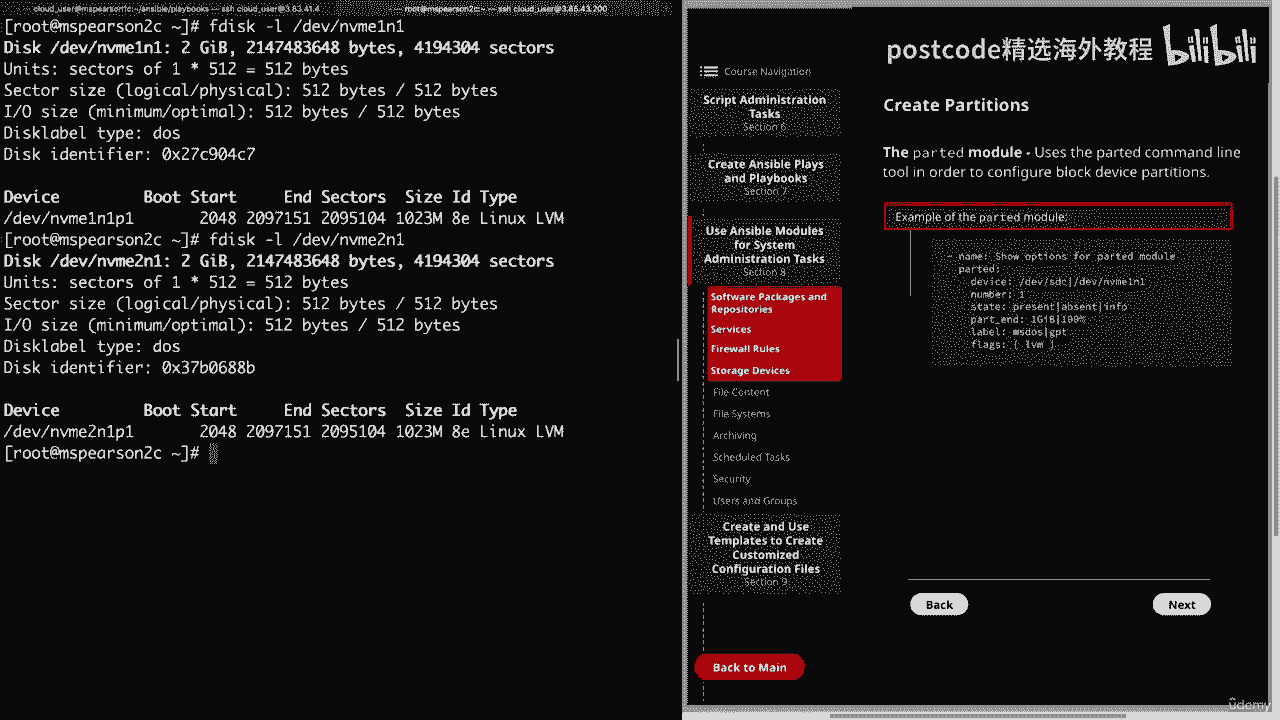 cloud_user@mspearson1c:~/ansible/playbooks — ssh cloud_user@3.83.41.4
cloud_user@mspearson2c:~ — ssh cloud_user@3.85.43.200
[root@mspearson2c ~]# fdisk -l /dev/nvme1n1
Disk /dev/nvme1n1: 2 GiB, 2147483648 bytes, 4194304 sectors
Units: sectors of 1 * 512 = 512 bytes
Sector size (logical/physical): 512 bytes / 512 bytes
I/O size (minimum/optimal): 512 bytes / 512 bytes
Disklabel type: dos
Disk identifier: 0x27c904c7
Device Boot Start End Sectors Size Id Type
/dev/nvme1n1p1 2048 2097151 2095104 1023M 8e Linux LVM
[root@mspearson2c ~]# fdisk -l /dev/nvme2n1
Disk /dev/nvme2n1: 2 GiB, 2147483648 bytes, 4194304 sectors
Units: sectors of 1 * 512 = 512 bytes
Sector size (logical/physical): 512 bytes / 512 bytes
I/O size (minimum/optimal): 512 bytes / 512 bytes
Disklabel type: dos
Disk identifier: 0x37b0688b
Device Boot Start End Sectors Size Id Type
/dev/nvme2n1p1 2048 2097151 2095104 1023M 8e Linux LVM
[root@mspearson2c ~]#
postcode精选海外教程 bilibili
Course Navigation
Script Administration
Tasks
Section 6
Create Ansible Plays
and Playbooks
Section 7
Use Ansible Modules
for System
Administration Tasks
Section 8
Software Packages and
Repositories
Services
Firewall Rules
Storage Devices
File Content
File Systems
Archiving
Scheduled Tasks
Security
Users and Groups
Create and Use
Templates to Create
Customized
Configuration Files
Section 9
Back to Main
Create Partitions
The parted module - Uses the parted command line
tool in order to configure block device partitions.
Example of the parted module:
- name: Show options for parted module
parted:
device: /dev/sdc|/dev/nvme1n1
number: 1
state: present|absent|info
part_end: 1GiB|100%
label: msdos|gpt
flags: [ lvm ]
Back
Next
udemy